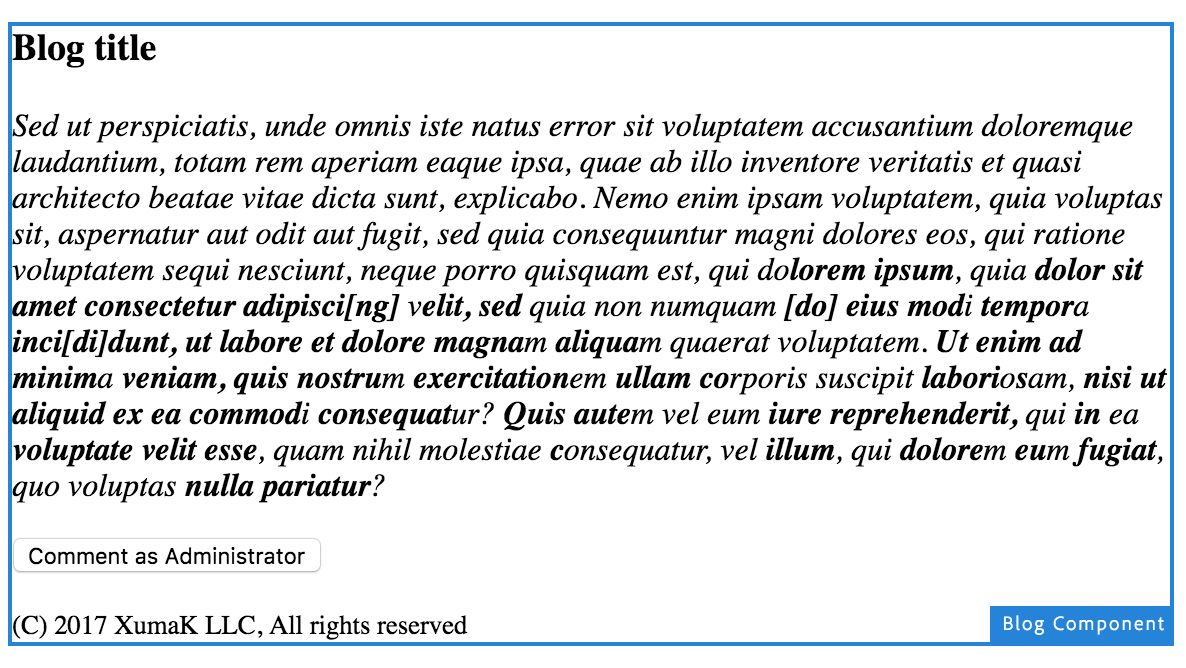 Blog title
Sed ut perspiciatis, unde omnis iste natus error sit voluptatem accusantium doloremque
laudantium, totam rem aperiam eaque ipsa, quae ab illo inventore veritatis et quasi
architecto beatae vitae dicta sunt, explicabo. Nemo enim ipsam voluptatem, quia voluptas
sit, aspernatur aut odit aut fugit, sed quia consequuntur magni dolores eos, qui ratione
voluptatem sequi nesciunt, neque porro quisquam est, qui dolorem ipsum, quia dolor sit
amet consectetur adipisci[ng] velit, sed quia non numquam [do] eius modi tempora
inci[di]dunt, ut labore et dolore magnam aliquam quaerat voluptatem. Ut enim ad
minima veniam, quis nostrum exercitationem ullam corporis suscipit laboriosam, nisi ut
aliquid ex ea commodi consequatur? Quis autem vel eum iure reprehenderit, qui in ea
voluptate velit esse, quam nihil molestiae consequatur, vel illum, qui dolorem eum fugiat,
quo voluptas nulla pariatur?
Comment as Administrator
(C) 2017 XumaK LLC, All rights reserved
Blog Component